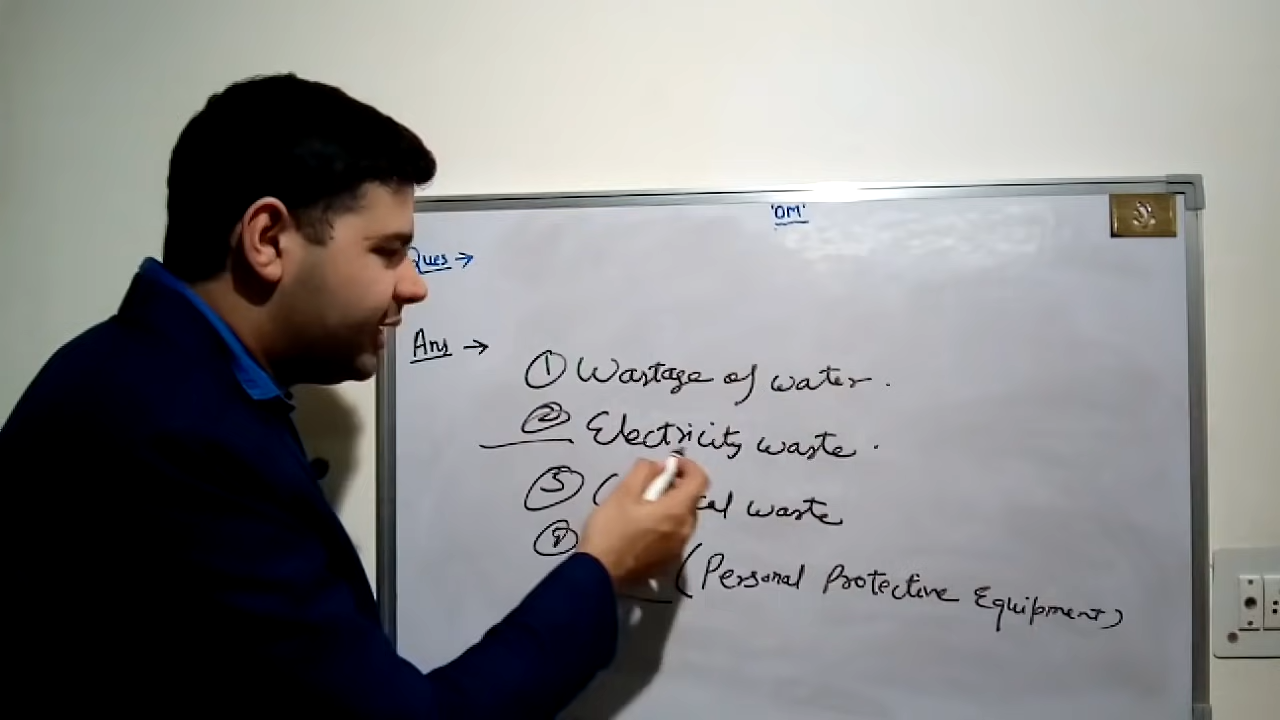 'OM'
Ques →
Ans →
① Wastage of water.
② Electricity waste.
③ waste
④ (Personal Protective Equipment)